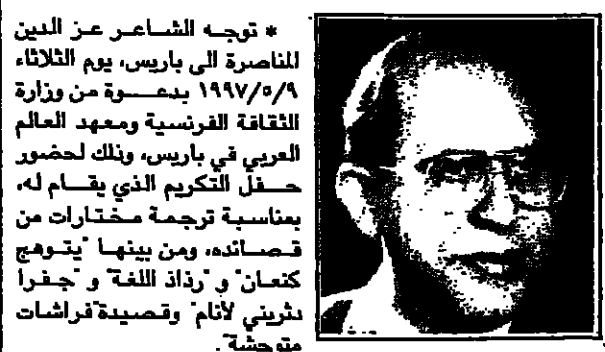 * توجه الشاعر عز الدين
المناصرة الى باريس، يوم الثلاثاء
١٩٩٧/٥/٩ بدعوة من وزارة
الثقافة الفرنسية ومعهد العالم
العربي في باريس، وذلك لحضور
حفل التكريم الذي يقام له،
بمناسبة ترجمة مختارات من
قصائده، ومن بينها "يتوهج
كنعان" و "رذاذ اللغة" و "جفرا
دثريني لأنام" وقصيدة "فراشات
متوحشة".